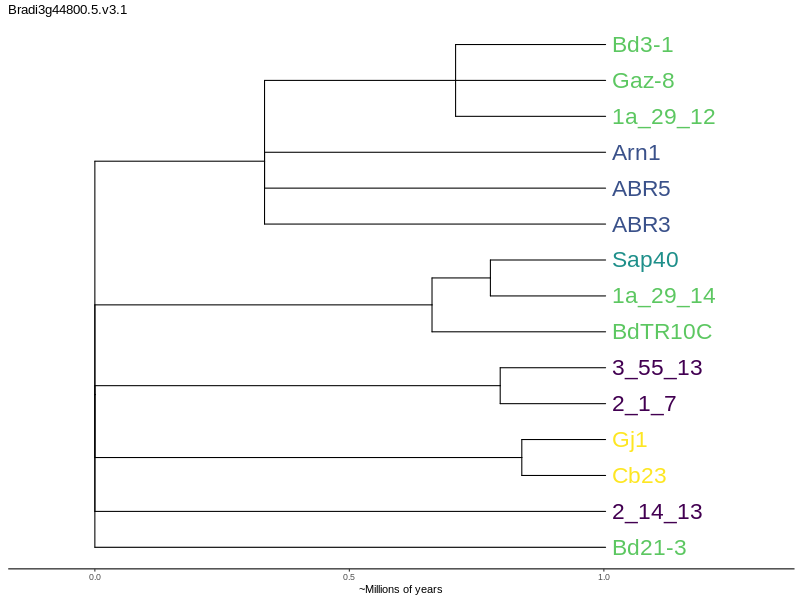 Bradi3g44800.5.v3.1
Bd3-1
Gaz-8
1a_29_12
Arn1
ABR5
ABR3
Sap40
1a_29_14
BdTR10C
3_55_13
2_1_7
Gj1
Cb23
2_14_13
Bd21-3
0.0 0.5 1.0
~Millions of years